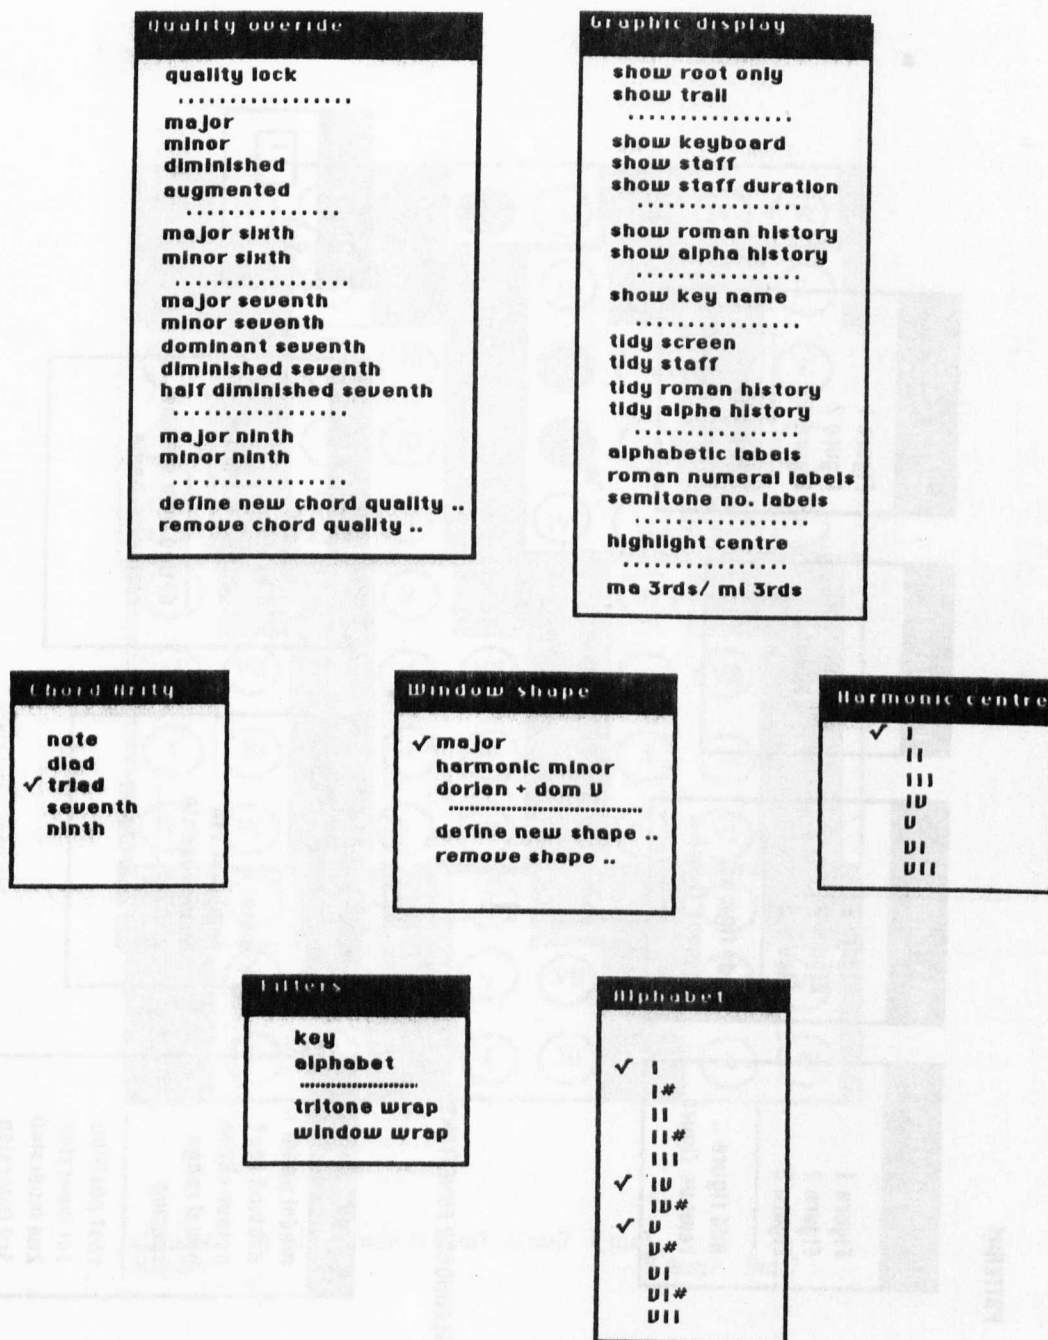 Quality overide
quality lock
major
minor
diminished
augmented
major sixth
minor sixth
major seventh
minor seventh
dominant seventh
diminished seventh
half diminished seventh
major ninth
minor ninth
define new chord quality ..
remove chord quality ..
Graphic display
show root only
show trail
show keyboard
show staff
show staff duration
show roman history
show alpha history
show key name
tidy screen
tidy staff
tidy roman history
tidy alpha history
alphabetic labels
roman numeral labels
semitone no. labels
highlight centre
ma 3rds/ mi 3rds
Chord Arity
note
diad
✓ triad
seventh
ninth
Window shape
✓ major
harmonic minor
dorian + dom V
define new shape ..
remove shape ..
Harmonic centre
✓ I
II
III
IV
V
VI
VII
Filters
key
alphabet
tritone wrap
window wrap
Alphabet
✓ I
I#
II
II#
III
✓ IV
IV#
✓ V
V#
VI
VI#
VII